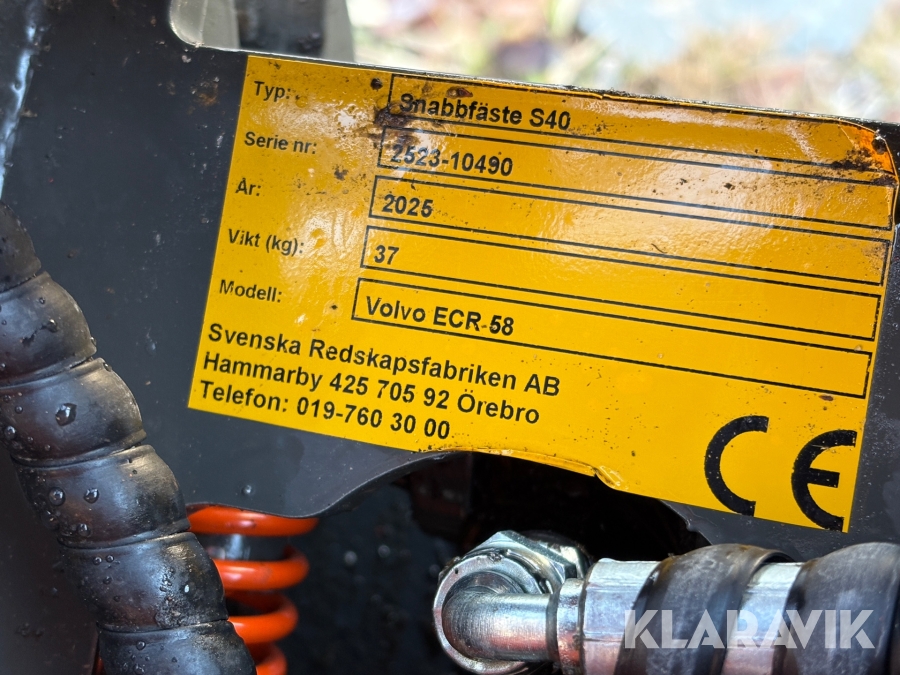 Typ: Snabbfäste S40
Serie nr: 2523-10490
År: 2025
Vikt (kg): 37
Modell: Volvo ECR-58
Svenska Redskapsfabriken AB
Hammarby 425 705 92 Örebro
Telefon: 019-760 30 00
CE
KLARAVIK